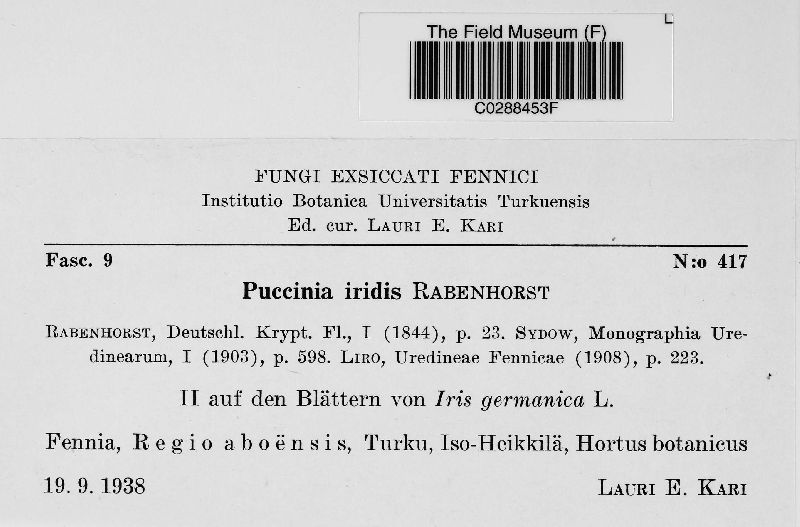 The Field Museum (F)
C0288453F
FUNGI EXSICCATI FENNICI
Institutio Botanica Universitatis Turkuensis
Ed. cur. LAURI E. KARI
Fasc. 9 N:o 417
Puccinia iridis RABENHORST
RABENHORST, Deutschl. Krypt. Fl., I (1844), p. 23. SYDOW, Monographia Ure-
dinearum, I (1903), p. 598. LIRO, Uredineae Fennicae (1908), p. 223.
II auf den Blättern von Iris germanica L.
Fennia, Regio aboënsis, Turku, Iso-Heikkilä, Hortus botanicus
19. 9. 1938 LAURI E. KARI